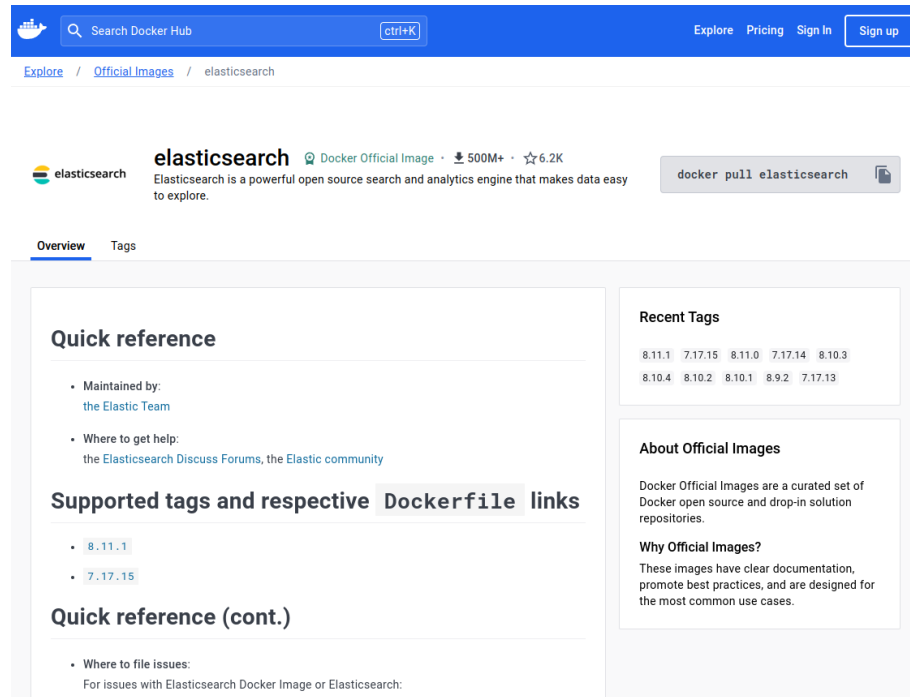 Search Docker Hub
ctrl+K
Explore Pricing Sign In Sign up
Explore / Official Images / elasticsearch
elasticsearch
elasticsearch Docker Official Image · 500M+ · 6.2K
Elasticsearch is a powerful open source search and analytics engine that makes data easy
to explore.
docker pull elasticsearch
Overview Tags
Quick reference
• Maintained by:
the Elastic Team
• Where to get help:
the Elasticsearch Discuss Forums, the Elastic community
Supported tags and respective Dockerfile links
• 8.11.1
• 7.17.15
Quick reference (cont.)
• Where to file issues:
For issues with Elasticsearch Docker Image or Elasticsearch:
Recent Tags
8.11.1 7.17.15 8.11.0 7.17.14 8.10.3
8.10.4 8.10.2 8.10.1 8.9.2 7.17.13
About Official Images
Docker Official Images are a curated set of
Docker open source and drop-in solution
repositories.
Why Official Images?
These images have clear documentation,
promote best practices, and are designed for
the most common use cases.